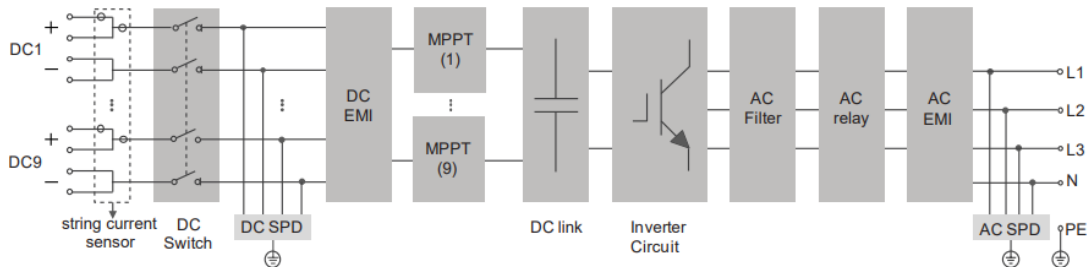 +
DC1
−
+
DC9
−
string current
sensor
DC
Switch
DC SPD
DC
EMI
MPPT
(1)
MPPT
(9)
DC link
Inverter
Circuit
AC
Filter
AC
relay
AC
EMI
AC SPD
L1
L2
L3
N
PE